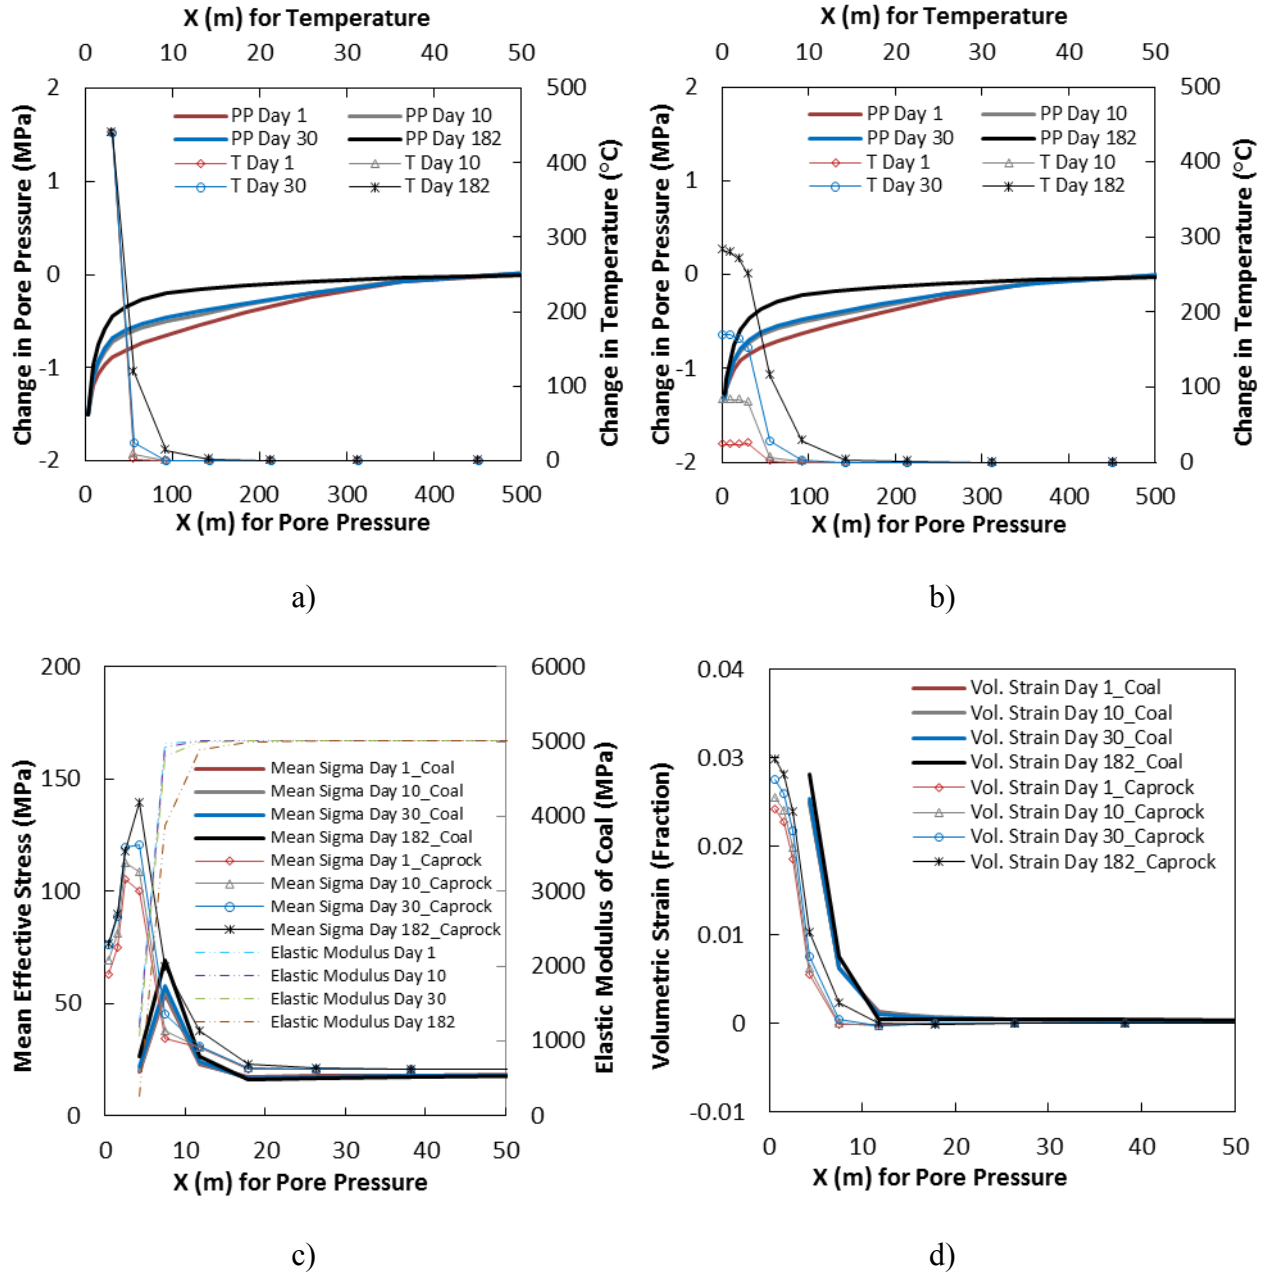 X (m) for Temperature
0 10 20 30 40 50
2 1 0 -1 -2
Change in Pore Pressure (MPa)
PP Day 1 PP Day 10
PP Day 30 PP Day 182
T Day 1 T Day 10
T Day 30 T Day 182
500 400 300 200 100 0
Change in Temperature (°C)
0 100 200 300 400 500
X (m) for Pore Pressure
a)
X (m) for Temperature
0 10 20 30 40 50
2 1 0 -1 -2
Change in Pore Pressure (MPa)
PP Day 1 PP Day 10
PP Day 30 PP Day 182
T Day 1 T Day 10
T Day 30 T Day 182
500 400 300 200 100 0
Change in Temperature (°C)
0 100 200 300 400 500
X (m) for Pore Pressure
b)
200 150 100 50 0
Mean Effective Stress (MPa)
Mean Sigma Day 1_Coal
Mean Sigma Day 10_Coal
Mean Sigma Day 30_Coal
Mean Sigma Day 182_Coal
Mean Sigma Day 1_Caprock
Mean Sigma Day 10_Caprock
Mean Sigma Day 30_Caprock
Mean Sigma Day 182_Caprock
Elastic Modulus Day 1
Elastic Modulus Day 10
Elastic Modulus Day 30
Elastic Modulus Day 182
6000 5000 4000 3000 2000 1000 0
Elastic Modulus of Coal (MPa)
0 10 20 30 40 50
X (m) for Pore Pressure
c)
0.04 0.03 0.02 0.01 0 -0.01
Volumetric Strain (Fraction)
Vol. Strain Day 1_Coal
Vol. Strain Day 10_Coal
Vol. Strain Day 30_Coal
Vol. Strain Day 182_Coal
Vol. Strain Day 1_Caprock
Vol. Strain Day 10_Caprock
Vol. Strain Day 30_Caprock
Vol. Strain Day 182_Caprock
0 10 20 30 40 50
X (m) for Pore Pressure
d)